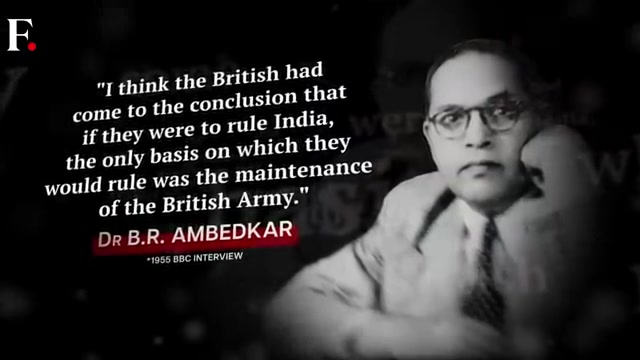 F.
"I think the British had
come to the conclusion that
if they were to rule India,
the only basis on which they
would rule was the maintenance
of the British Army."
DR B.R. AMBEDKAR
*1955 BBC INTERVIEW